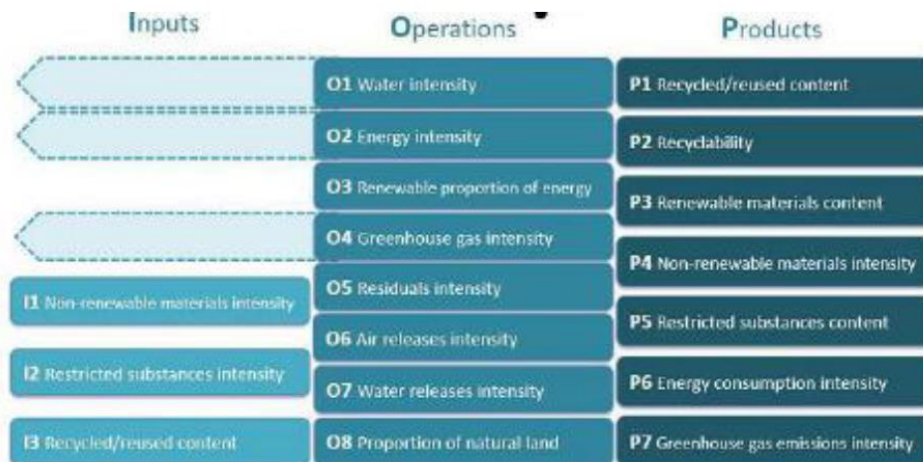 Inputs
Operations
Products
O1 Water intensity
P1 Recycled/reused content
O2 Energy intensity
P2 Recyclability
O3 Renewable proportion of energy
P3 Renewable materials content
O4 Greenhouse gas intensity
P4 Non-renewable materials intensity
I1 Non-renewable materials intensity
O5 Residuals intensity
P5 Restricted substances content
O6 Air releases intensity
I2 Restricted substances intensity
P6 Energy consumption intensity
O7 Water releases intensity
I3 Recycled/reused content
O8 Proportion of natural land
P7 Greenhouse gas emissions intensity